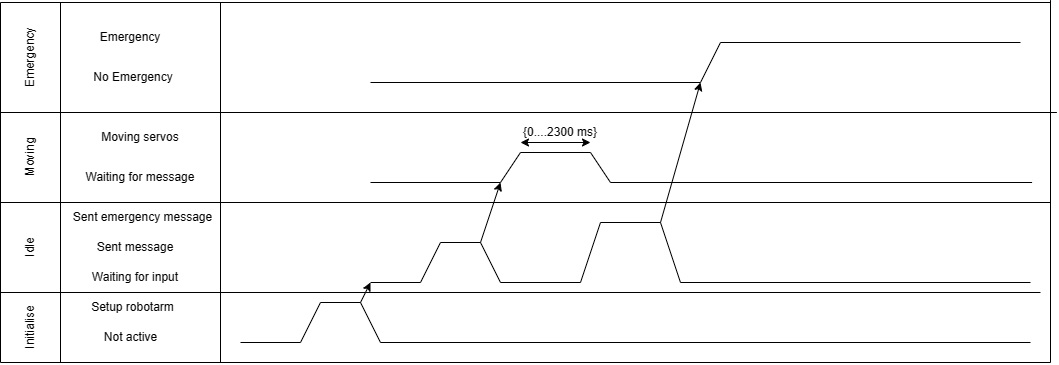 Emergency
Emergency
No Emergency
Moving
Moving servos
{0....2300 ms}
Waiting for message
Idle
Sent emergency message
Sent message
Waiting for input
Initialise
Setup robotarm
Not active